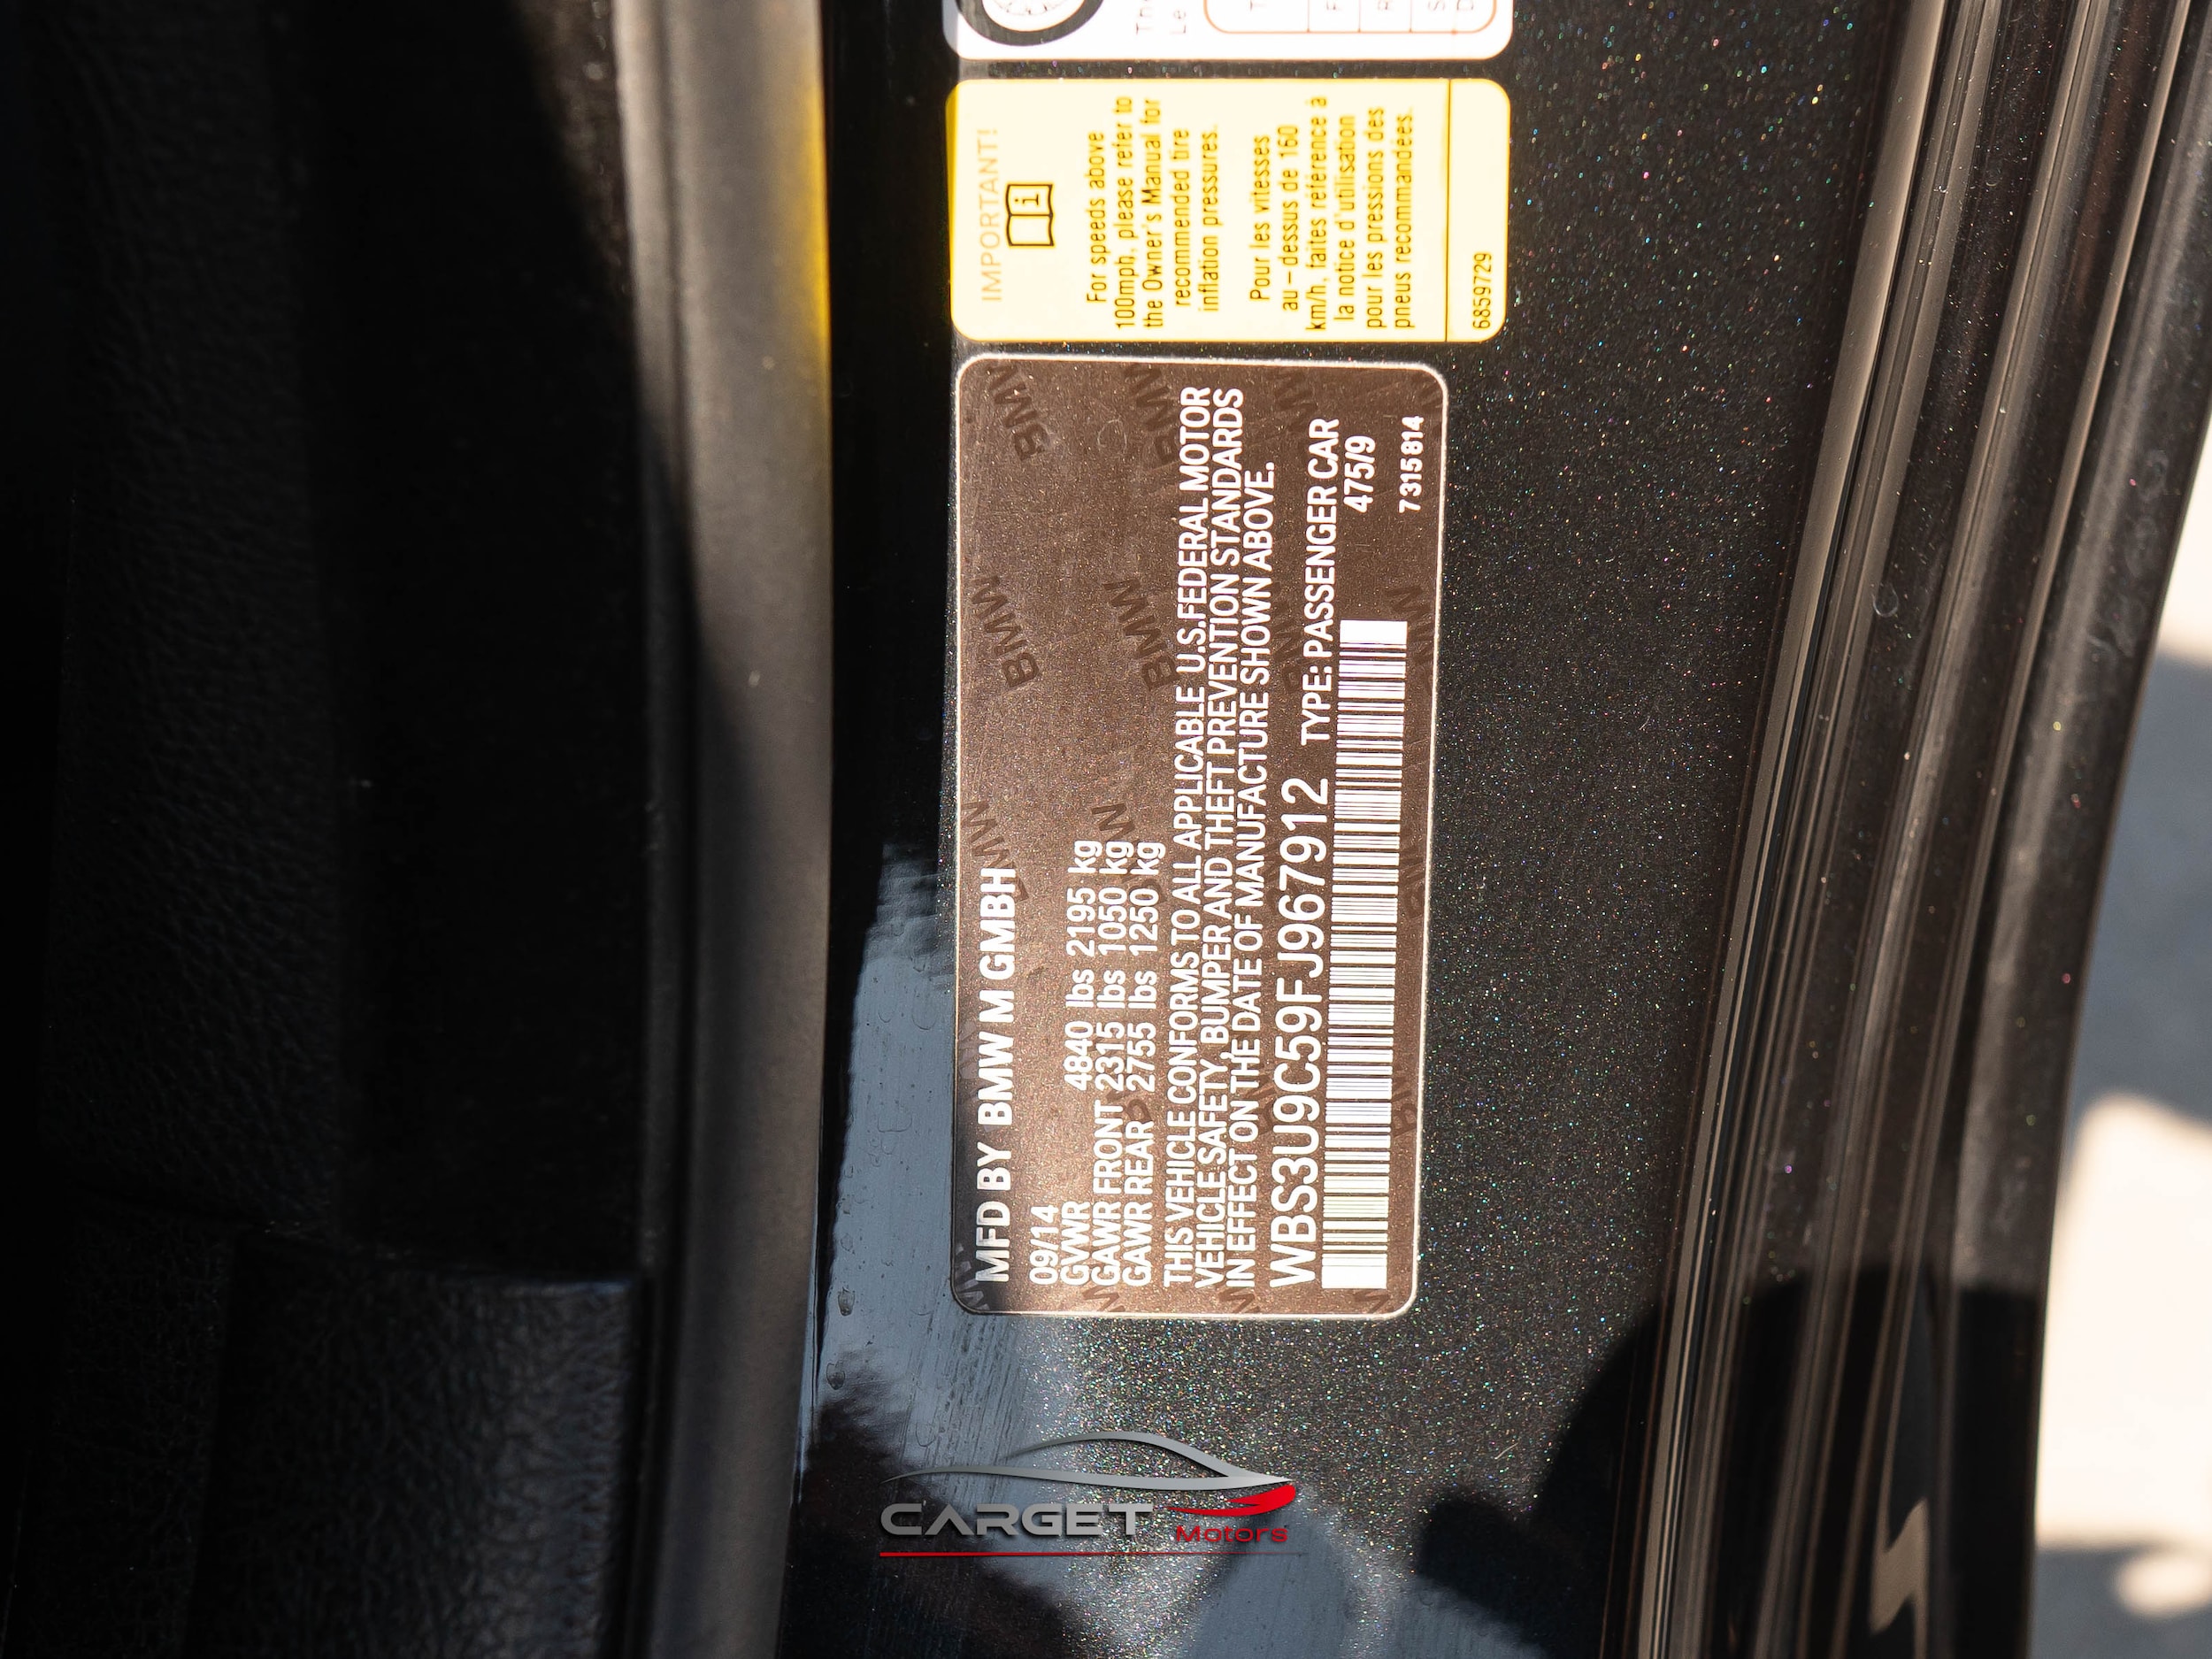 IMPORTANT!
For speeds above
100mph, please refer to
the Owner's Manual for
recommended tire
inflation pressures.
Pour les vitesses
au-dessus de 160
km/h, faites référence à
la notice d'utilisation
pour les pressions des
pneus recommandées.
6859729
MFD BY BMW M GMBH
09/14
GVWR 4840 lbs 2195 kg
GAWR FRONT 2315 lbs 1050 kg
GAWR REAR 2755 lbs 1250 kg
THIS VEHICLE CONFORMS TO ALL APPLICABLE U.S.FEDERAL MOTOR
VEHICLE SAFETY, BUMPER AND THEFT PREVENTION STANDARDS
IN EFFECT ON THE DATE OF MANUFACTURE SHOWN ABOVE.
WBS3U9C59FJ967912 TYPE: PASSENGER CAR
475/9
7315814
CARGET Motors